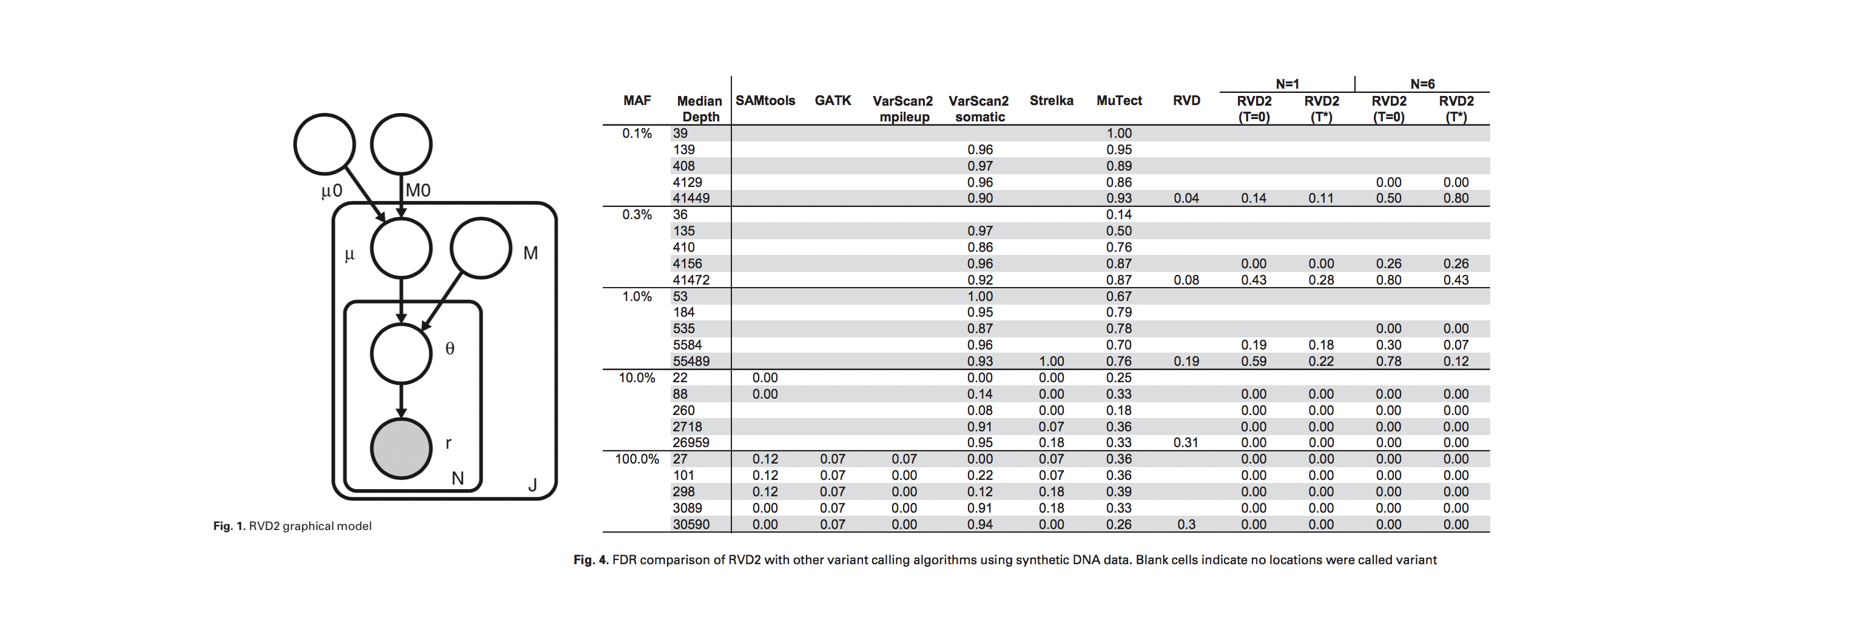 μ0
M0
μ
M
θ
r
N
J
Fig. 1. RVD2 graphical model
N=1 N=6
MAF Median Depth SAMtools GATK VarScan2 mpileup VarScan2 somatic Strelka MuTect RVD RVD2 (T=0) RVD2 (T*) RVD2 (T=0) RVD2 (T*)
0.1% 39 1.00
139 0.96 0.95
408 0.97 0.89
4129 0.96 0.86 0.00 0.00
41449 0.90 0.93 0.04 0.14 0.11 0.50 0.80
0.3% 36 0.14
135 0.97 0.50
410 0.86 0.76
4156 0.96 0.87 0.00 0.00 0.26 0.26
41472 0.92 0.87 0.08 0.43 0.28 0.80 0.43
1.0% 53 1.00 0.67
184 0.95 0.79
535 0.87 0.78 0.00 0.00
5584 0.96 0.70 0.19 0.18 0.30 0.07
55489 0.93 1.00 0.76 0.19 0.59 0.22 0.78 0.12
10.0% 22 0.00 0.00 0.00 0.25
88 0.00 0.14 0.00 0.33 0.00 0.00 0.00 0.00
260 0.08 0.00 0.18 0.00 0.00 0.00 0.00
2718 0.91 0.07 0.36 0.00 0.00 0.00 0.00
26959 0.95 0.18 0.33 0.31 0.00 0.00 0.00 0.00
100.0% 27 0.12 0.07 0.07 0.00 0.07 0.36 0.00 0.00 0.00 0.00
101 0.12 0.07 0.00 0.22 0.07 0.36 0.00 0.00 0.00 0.00
298 0.12 0.07 0.00 0.12 0.18 0.39 0.00 0.00 0.00 0.00
3089 0.00 0.07 0.00 0.91 0.18 0.33 0.00 0.00 0.00 0.00
30590 0.00 0.07 0.00 0.94 0.00 0.26 0.3 0.00 0.00 0.00 0.00
Fig. 4. FDR comparison of RVD2 with other variant calling algorithms using synthetic DNA data. Blank cells indicate no locations were called variant